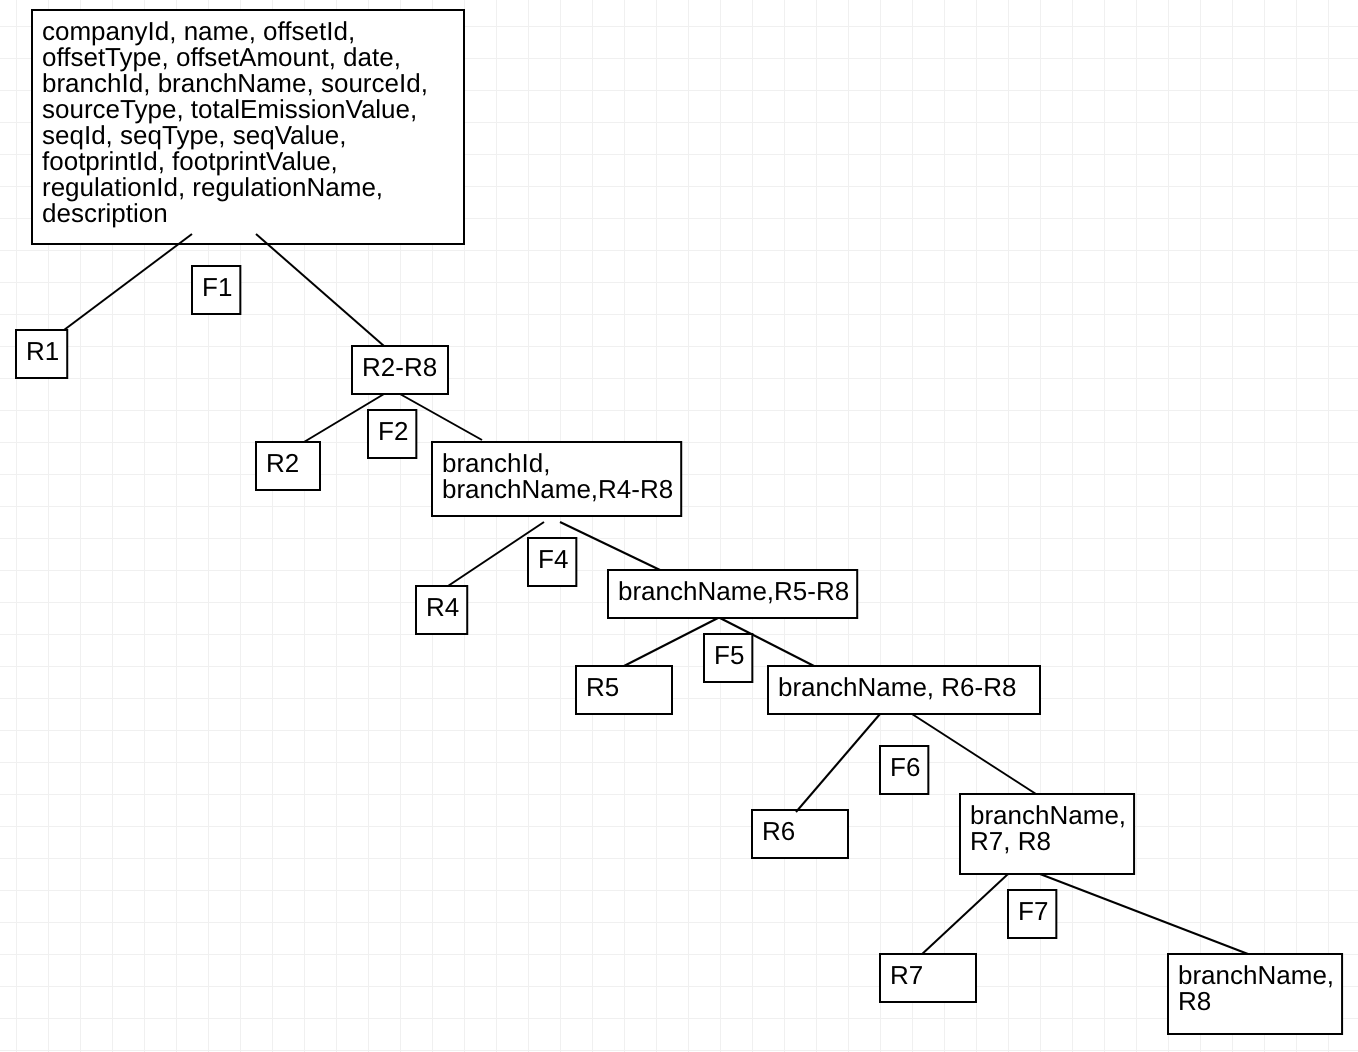 companyId, name, offsetId,
offsetType, offsetAmount, date,
branchId, branchName, sourceId,
sourceType, totalEmissionValue,
seqId, seqType, seqValue,
footprintId, footprintValue,
regulationId, regulationName,
description
F1
R1
R2-R8
F2
R2
branchId,
branchName,R4-R8
F4
R4
branchName,R5-R8
F5
R5
branchName, R6-R8
F6
R6
branchName,
R7, R8
F7
R7
branchName,
R8